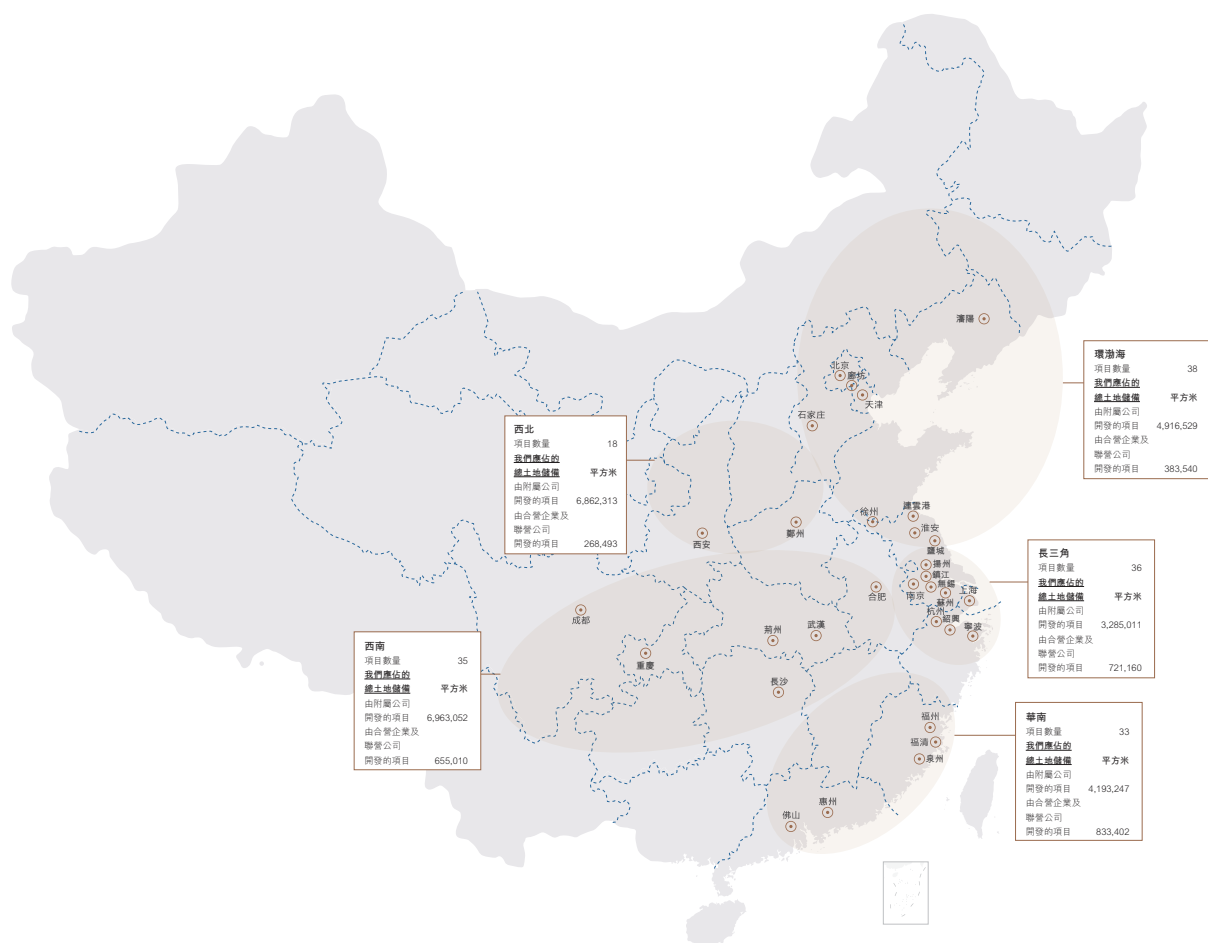 瀋陽
北京
廊坊
天津
石家庄
環渤海
項目數量 38
我們應佔的
總土地儲備 平方米
由附屬公司
開發的項目 4,916,529
由合營企業及
聯營公司
開發的項目 383,540
西北
項目數量 18
我們應佔的
總土地儲備 平方米
由附屬公司
開發的項目 6,862,313
由合營企業及
聯營公司
開發的項目 268,493
西安
鄭州
徐州
連雲港
淮安
鹽城
揚州
鎮江
南京
無錫
蘇州
上海
杭州
紹興
寧波
合肥
長三角
項目數量 36
我們應佔的
總土地儲備 平方米
由附屬公司
開發的項目 3,285,011
由合營企業及
聯營公司
開發的項目 721,160
成都
重慶
荊州
武漢
長沙
西南
項目數量 35
我們應佔的
總土地儲備 平方米
由附屬公司
開發的項目 6,963,052
由合營企業及
聯營公司
開發的項目 655,010
福州
福清
泉州
惠州
佛山
華南
項目數量 33
我們應佔的
總土地儲備 平方米
由附屬公司
開發的項目 4,193,247
由合營企業及
聯營公司
開發的項目 833,402